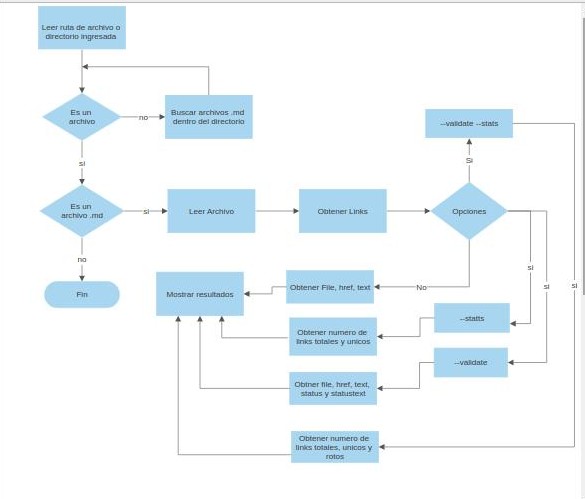 Leer ruta de archivo o
directorio ingresada
Es un
archivo
no
Buscar archivos .md
dentro del directorio
--validate --stats
si
Si
Es un
archivo .md
si
Leer Archivo
Obtener Links
Opciones
no
Fin
Mostrar resultados
Obtener File, href, text
No
si
si
si
Obtener numero de
links totales y unicos
--statts
--validate
Obtner file, href, text,
status y statustext
Obtener numero de
links totales, unicos y
rotos